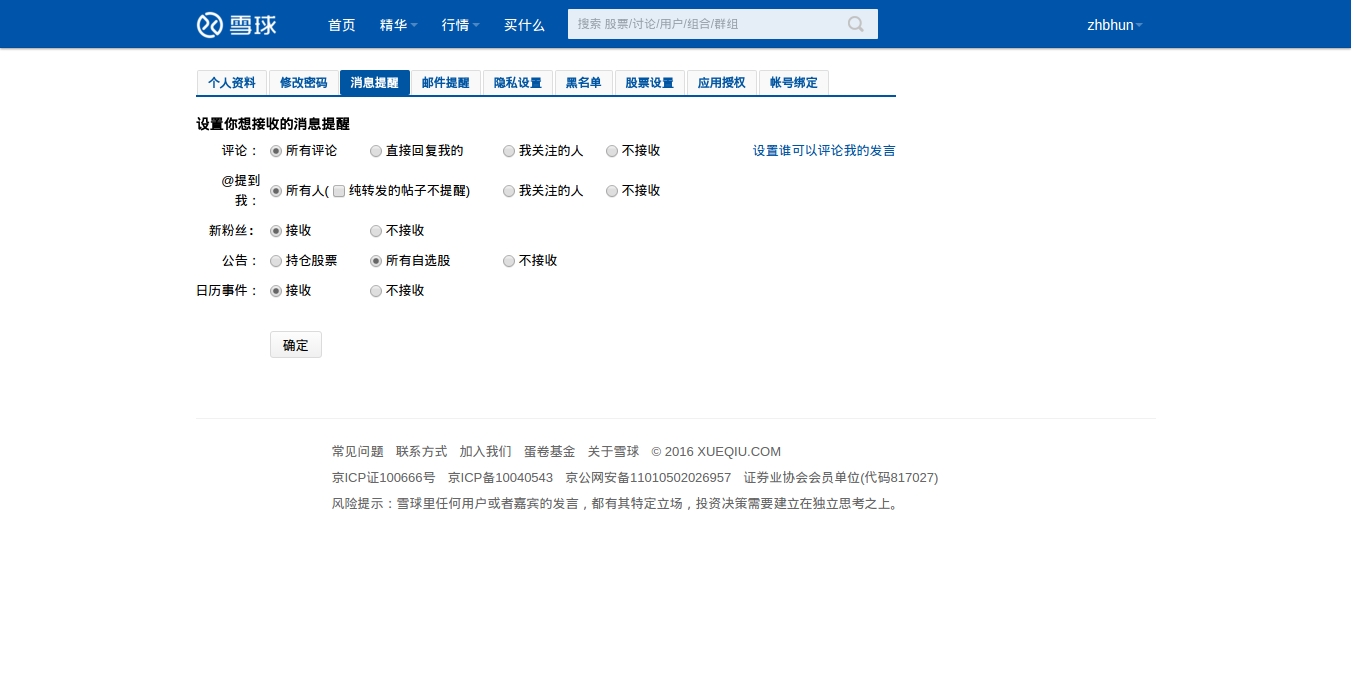 雪球 首页 精华 行情 买什么 搜索 股票/讨论/用户/组合/群组 zhbhun
个人资料 修改密码 消息提醒 邮件提醒 隐私设置 黑名单 股票设置 应用授权 帐号绑定
设置你想接收的消息提醒
评论： 所有评论 直接回复我的 我关注的人 不接收 设置谁可以评论我的发言
@提到
我： 所有人( 纯转发的帖子不提醒) 我关注的人 不接收
新粉丝： 接收 不接收
公告： 持仓股票 所有自选股 不接收
日历事件： 接收 不接收
确定
常见问题 联系方式 加入我们 蛋卷基金 关于雪球 © 2016 XUEQIU.COM
京ICP证100666号 京ICP备10040543 京公网安备11010502026957 证券业协会会员单位(代码817027)
风险提示：雪球里任何用户或者嘉宾的发言，都有其特定立场，投资决策需要建立在独立思考之上。